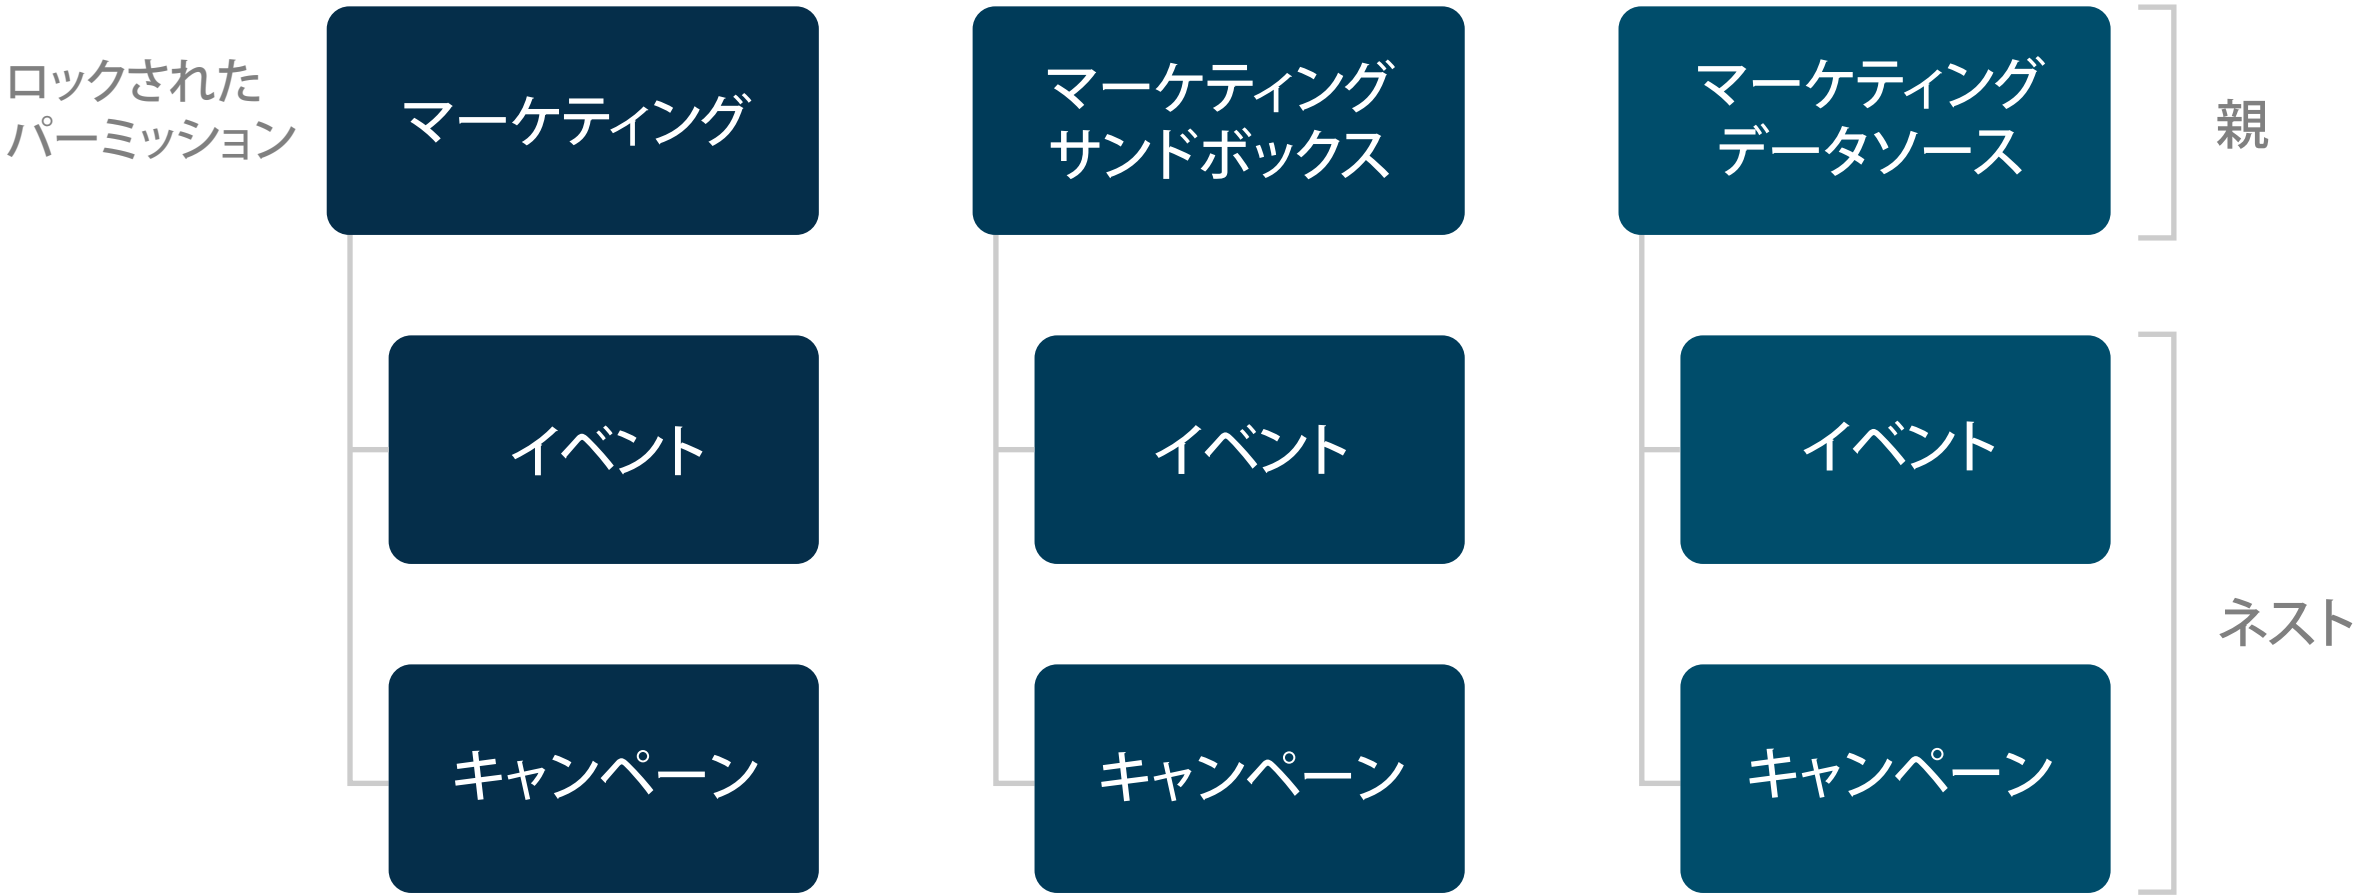 ロックされた
パーミッション
マーケティング
マーケティング
サンドボックス
マーケティング
データソース
親
イベント
イベント
イベント
ネスト
キャンペーン
キャンペーン
キャンペーン